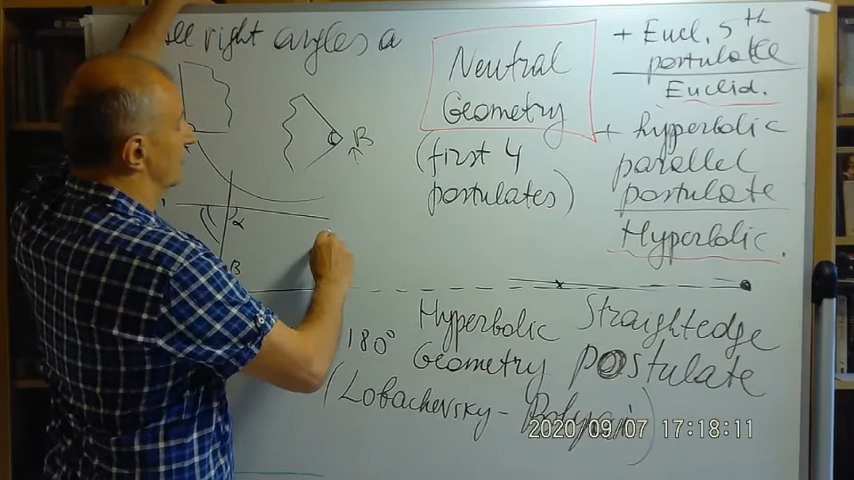 All right angles a
Neutral
Geometry
(first 4
postulates)
+ Eucl. 5th
postulate
Euclid.
+ hyperbolic
parallel
postulate
Hyperbolic.
B
α
β
180°
Hyperbolic
Geometry
(Lobachevsky - Bolyai)
Straightedge
postulate
2020/09/07 17:18:11